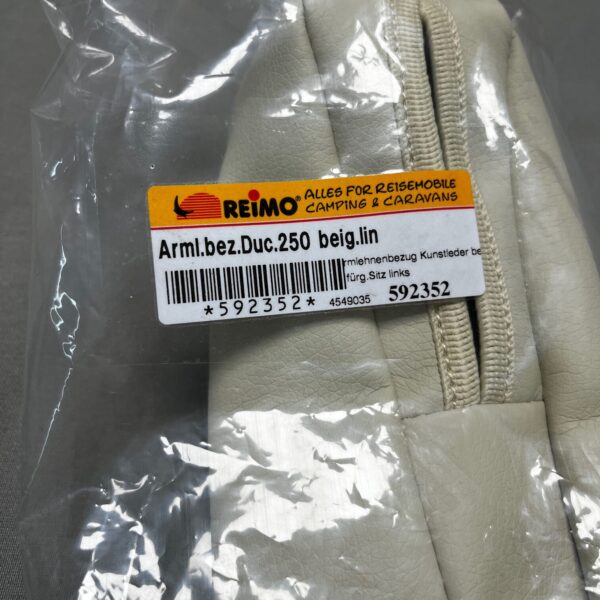 REIMO®
ALLES FÜR REISEMOBILE
CAMPING & CARAVANS
Arml.bez.Duc.250 beig.lin
rmlehnenbezug Kunstleder be
fürg.Sitz links
*592352*
4549035
592352